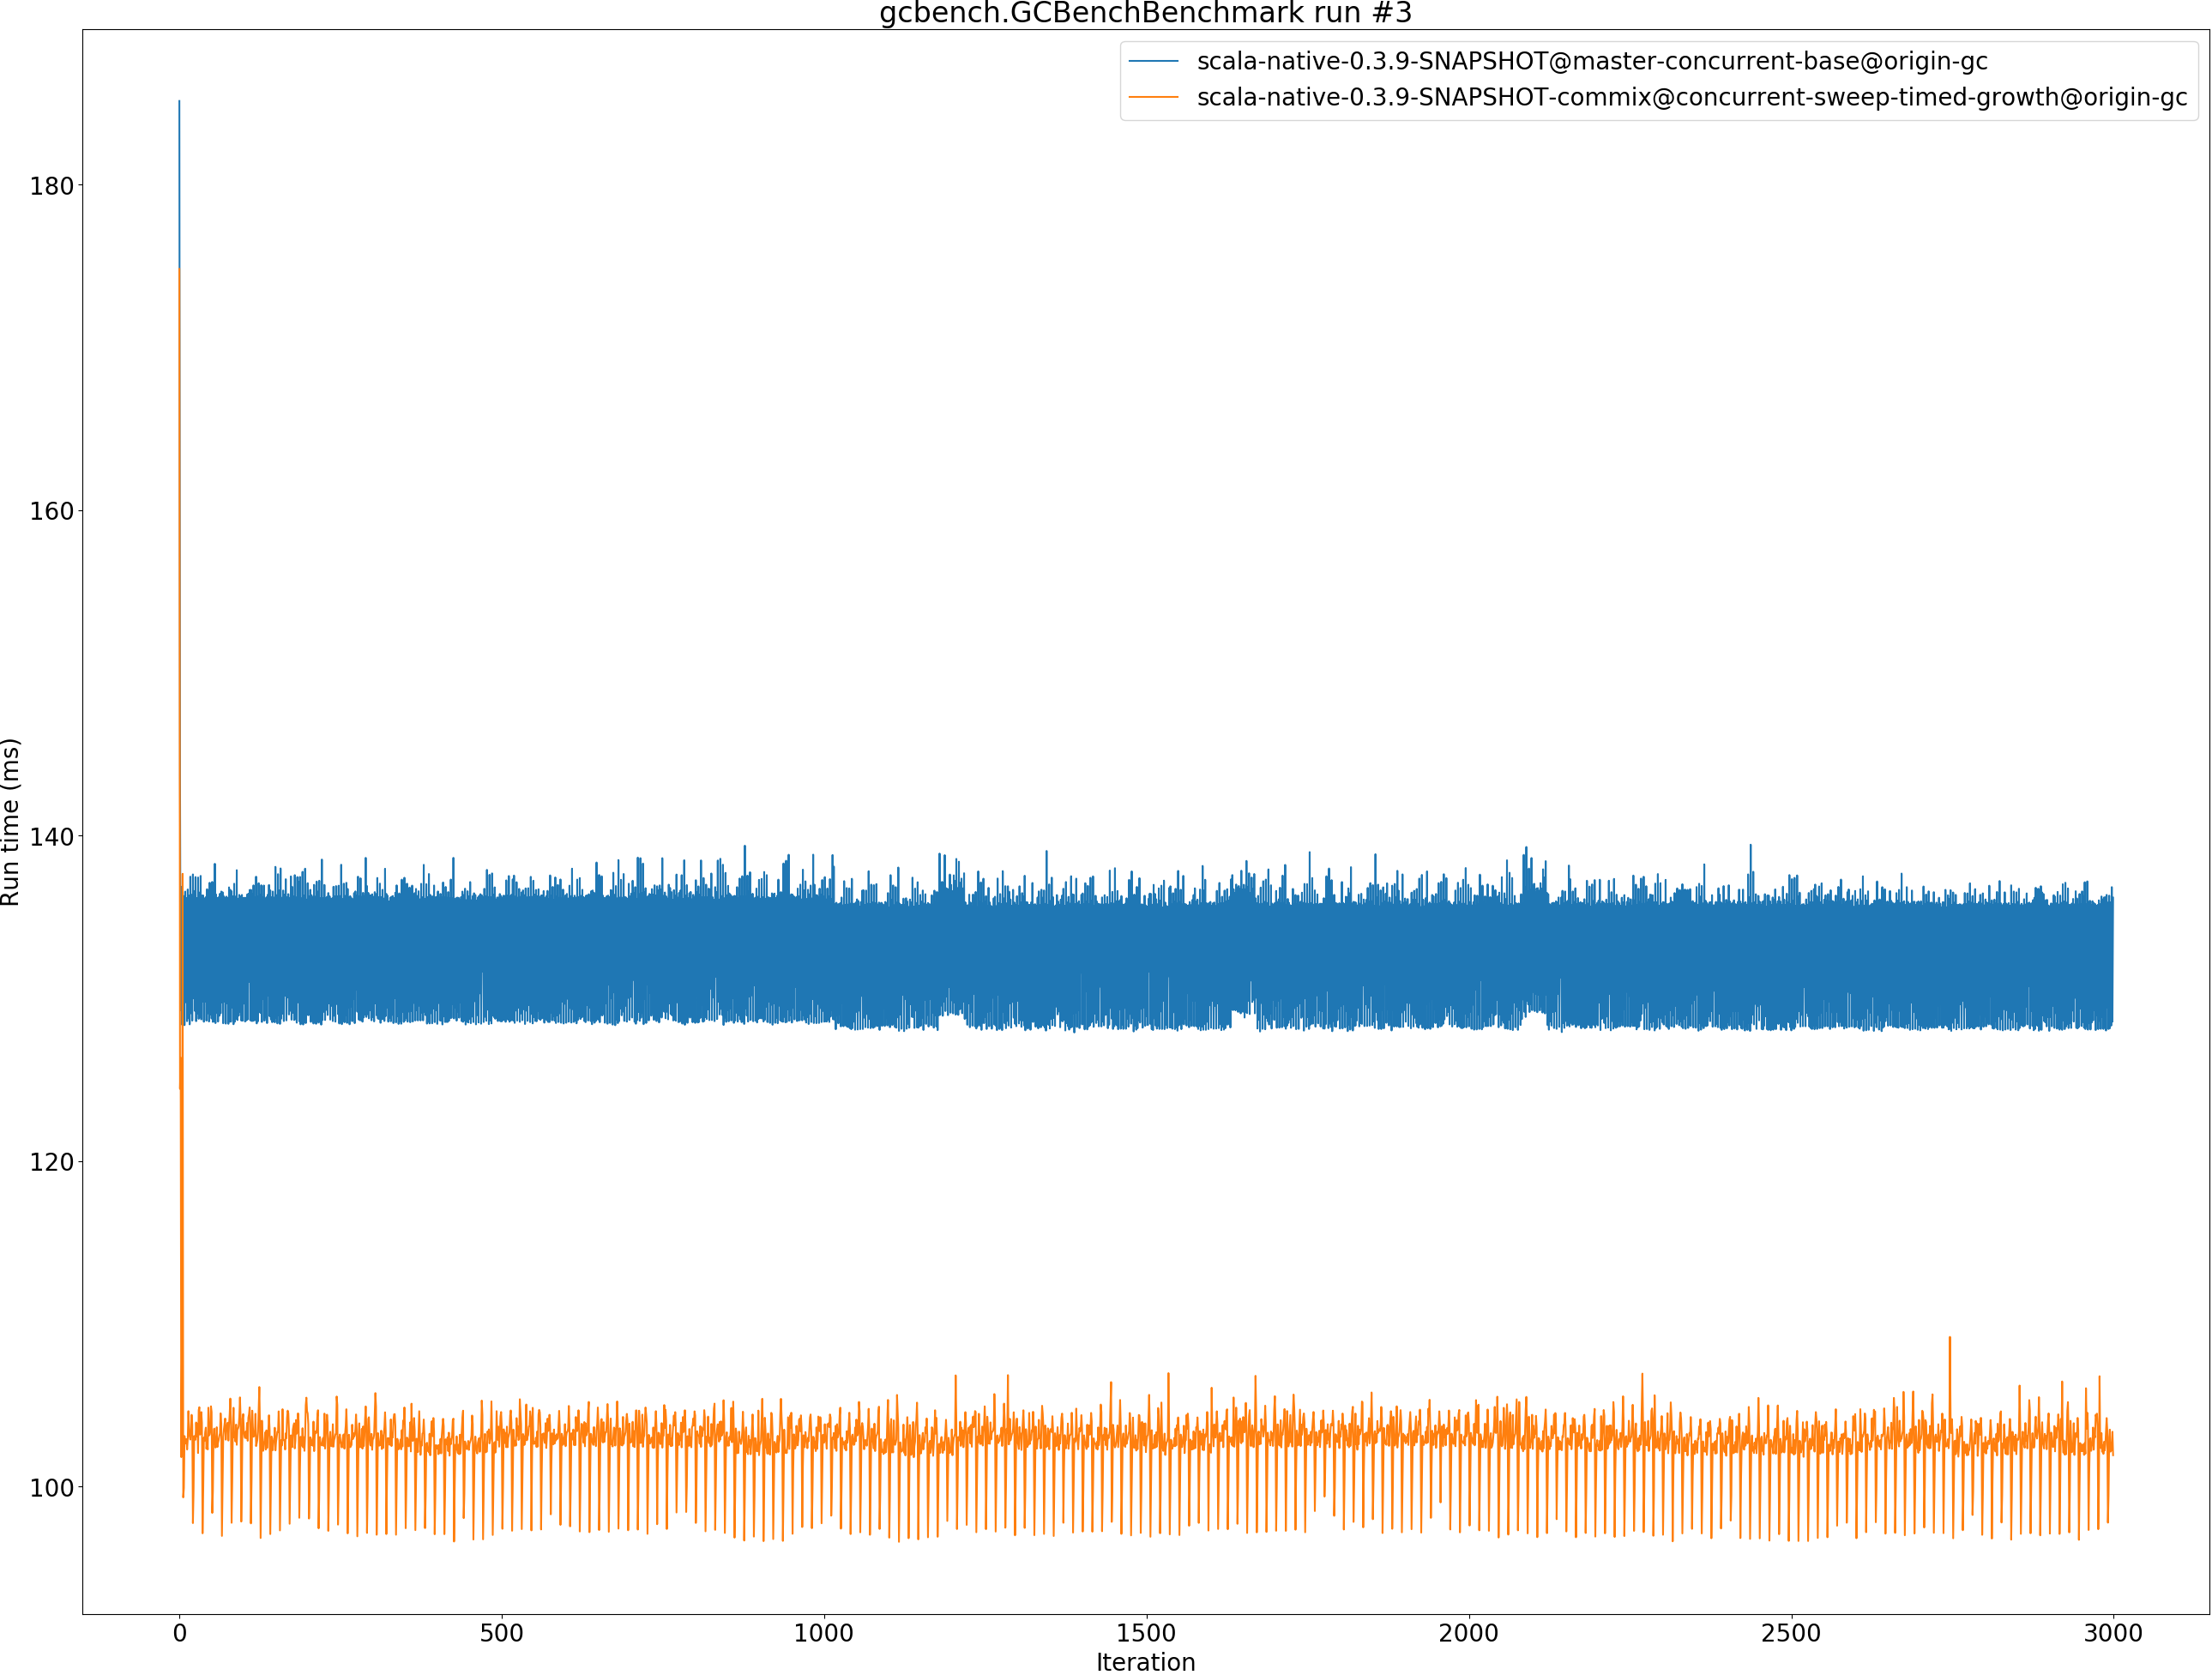 gcbench.GCBenchBenchmark run #3
scala-native-0.3.9-SNAPSHOT@master-concurrent-base@origin-gc
scala-native-0.3.9-SNAPSHOT-commix@concurrent-sweep-timed-growth@origin-gc
Run time (ms)
180
160
140
120
100
0 500 1000 1500 2000 2500 3000
Iteration